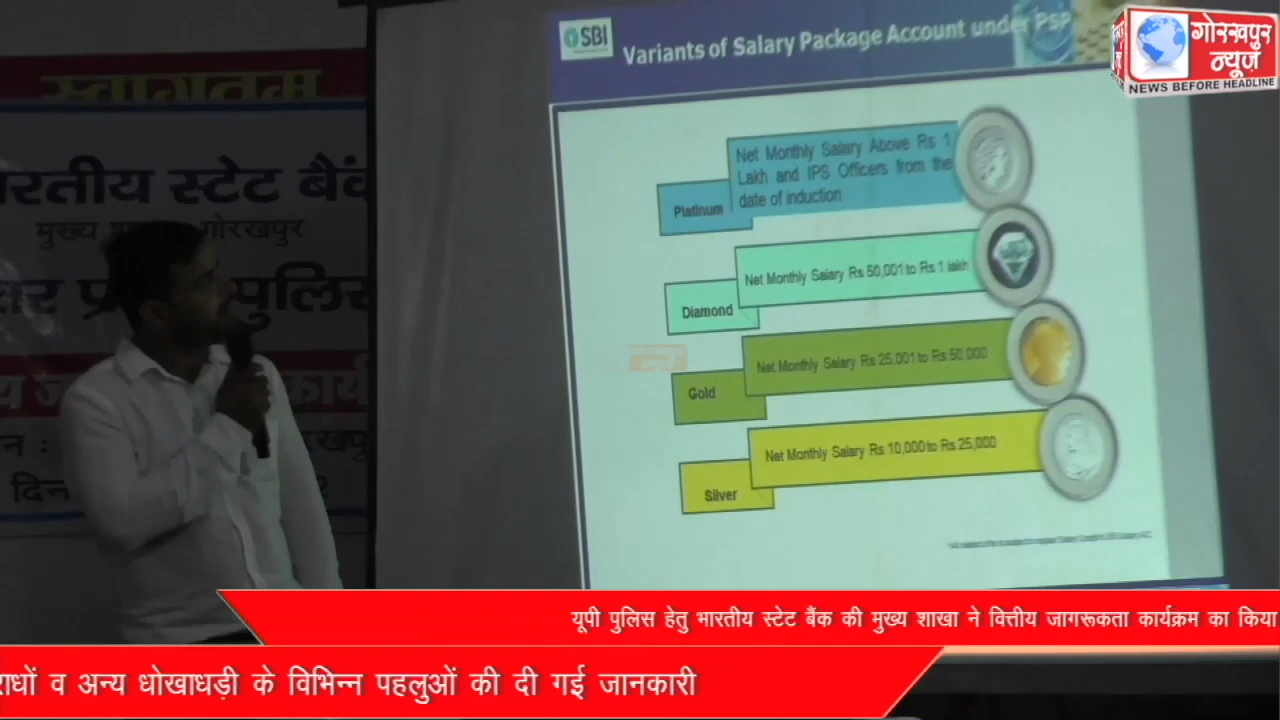 SBI
Variants of Salary Package Account under PSP
गोरखपुर
न्यूज़
NEWS BEFORE HEADLINE
स्वागतम
भारतीय स्टेट बैंक
मुख्य शाखा गोरखपुर
पुलिस
Net Monthly Salary Above Rs 1
Lakh and IPS Officers from the
date of induction
Platinum
Net Monthly Salary Rs 50,001 to Rs 1 lakh
Diamond
Net Monthly Salary Rs 25,001 to Rs 50,000
Gold
Net Monthly Salary Rs 10,000 to Rs 25,000
Silver
यूपी पुलिस हेतु भारतीय स्टेट बैंक की मुख्य शाखा ने वित्तीय जागरूकता कार्यक्रम का किया
राधों व अन्य धोखाधड़ी के विभिन्न पहलुओं की दी गई जानकारी